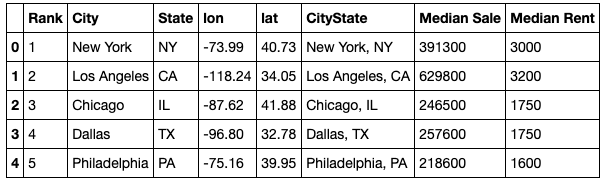 Rank City State lon lat CityState Median Sale Median Rent
0 1 New York NY -73.99 40.73 New York, NY 391300 3000
1 2 Los Angeles CA -118.24 34.05 Los Angeles, CA 629800 3200
2 3 Chicago IL -87.62 41.88 Chicago, IL 246500 1750
3 4 Dallas TX -96.80 32.78 Dallas, TX 257600 1750
4 5 Philadelphia PA -75.16 39.95 Philadelphia, PA 218600 1600